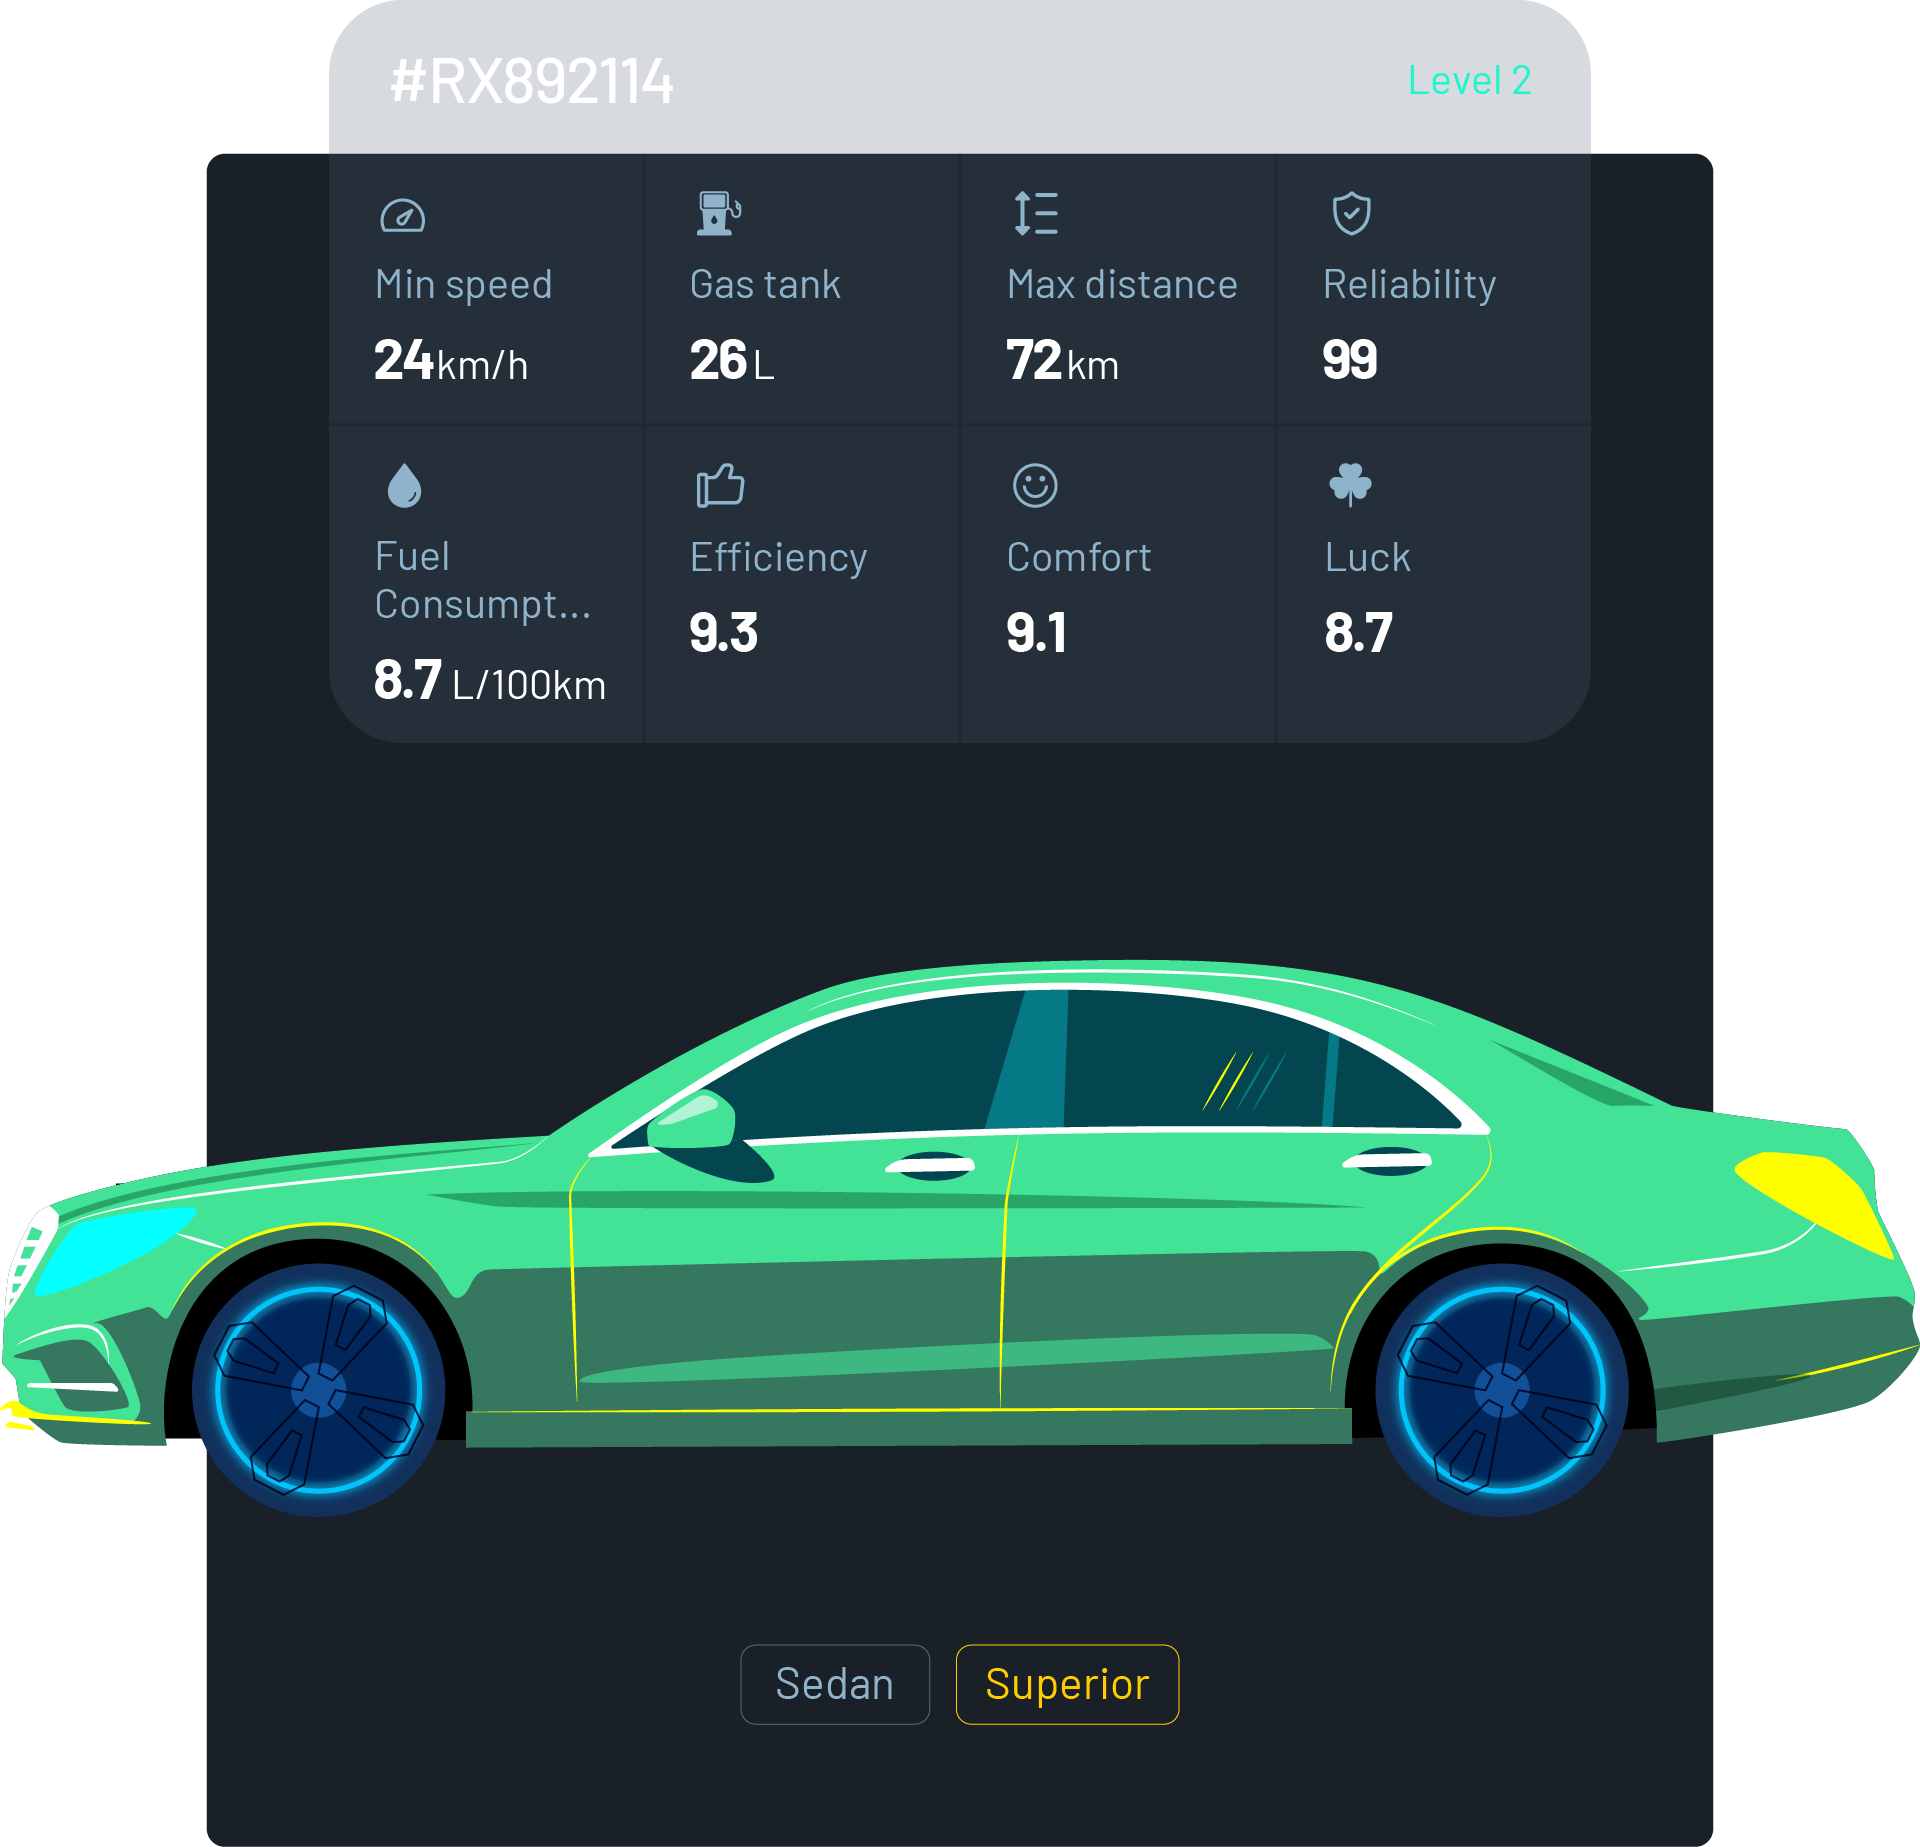 #RX892114
Level 2
Min speed
24km/h
Gas tank
26 L
Max distance
72 km
Reliability
99
Fuel
Consumpt...
8.7 L/100km
Efficiency
9.3
Comfort
9.1
Luck
8.7
Sedan
Superior